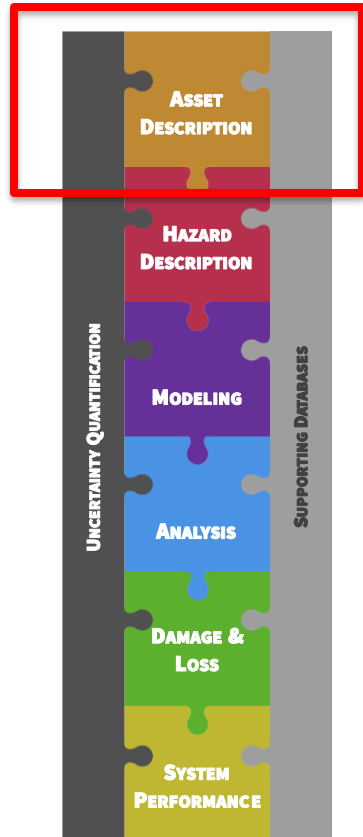 ASSET
DESCRIPTION
HAZARD
DESCRIPTION
MODELING
ANALYSIS
DAMAGE &
LOSS
SYSTEM
PERFORMANCE
UNCERTAINTY QUANTIFICATION
SUPPORTING DATABASES